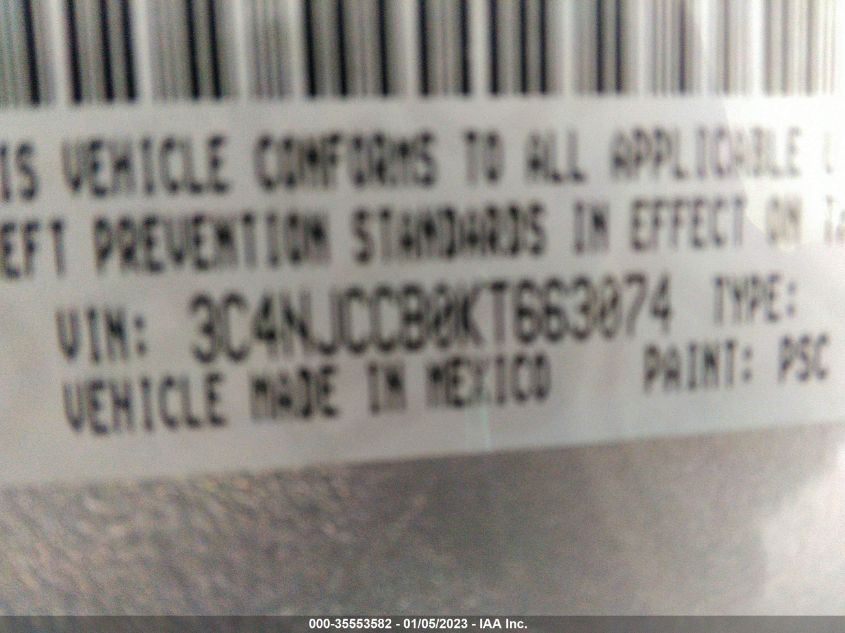 IS VEHICLE CONFORMS TO ALL APPLICABLE U
EFT PREVENTION STANDARDS IN EFFECT ON
VIN: 3C4NJCCB0KT663074 TYPE:
VEHICLE MADE IN MEXICO PAINT: PSC
000-35553582 - 01/05/2023 - IAA Inc.